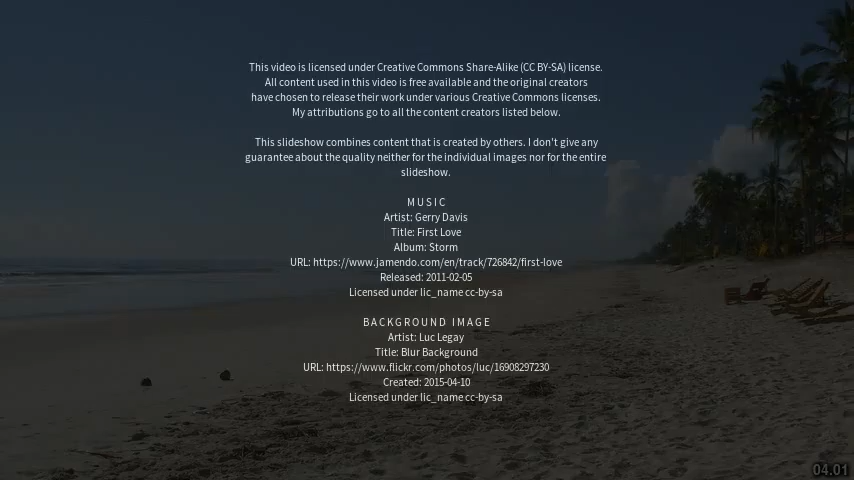 This video is licensed under Creative Commons Share-Alike (CC BY-SA) license.
All content used in this video is free available and the original creators
have chosen to release their work under various Creative Commons licenses.
My attributions go to all the content creators listed below.
This slideshow combines content that is created by others. I don't give any
guarantee about the quality neither for the individual images nor for the entire
slideshow.
MUSIC
Artist: Gerry Davis
Title: First Love
Album: Storm
URL: https://www.jamendo.com/en/track/726842/first-love
Released: 2011-02-05
Licensed under lic_name cc-by-sa
BACKGROUND IMAGE
Artist: Luc Legay
Title: Blur Background
URL: https://www.flickr.com/photos/luc/16908297230
Created: 2015-04-10
Licensed under lic_name cc-by-sa
04.01